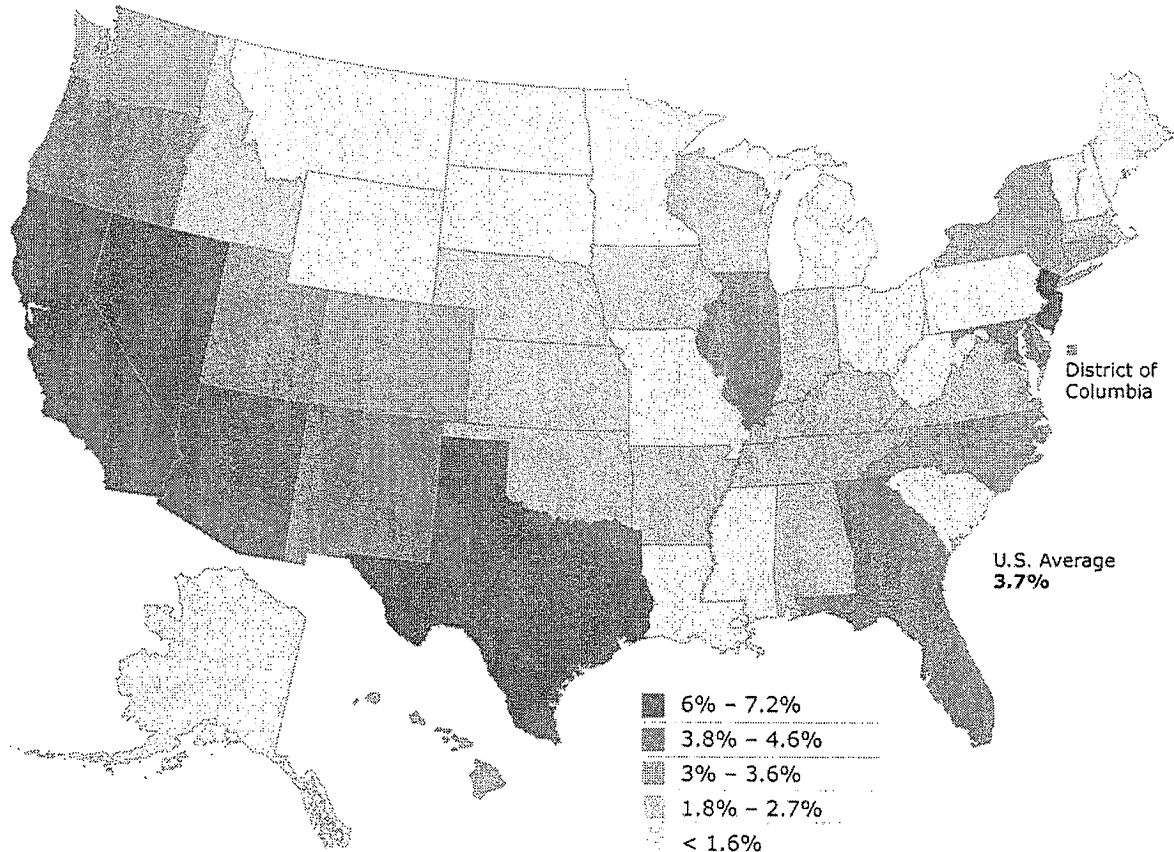 District of
Columbia
U.S. Average
3.7%
6% – 7.2%
3.8% – 4.6%
3% – 3.6%
1.8% – 2.7%
< 1.6%